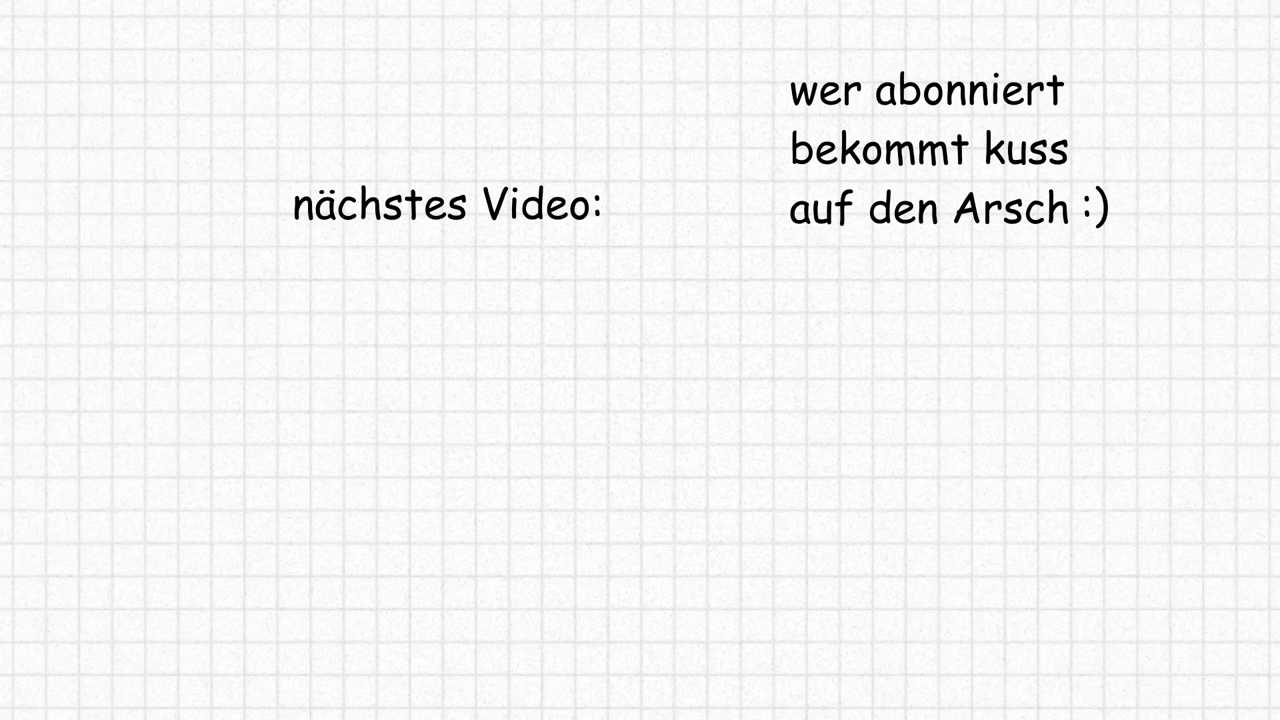 nächstes Video:
wer abonniert
bekommt kuss
auf den Arsch :)